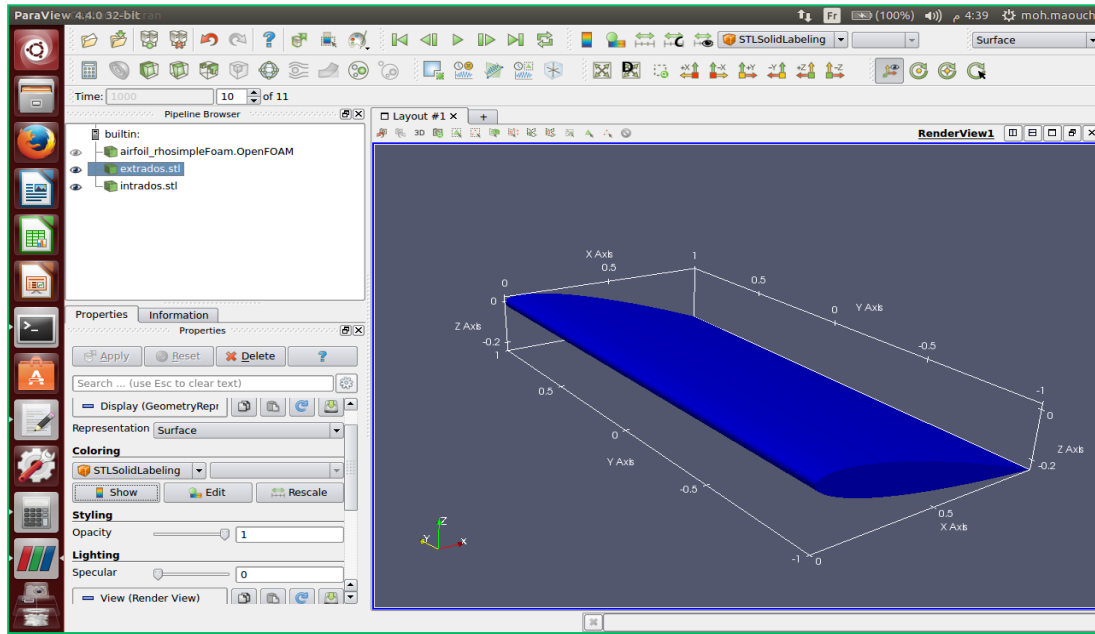 ParaView 4.4.0 32-bit
Fr (100%) م 4:39 moh.maouch
STLSolidLabeling Surface
Time: 1000 10 of 11
Pipeline Browser
builtin:
airfoil_rhosimpleFoam.OpenFOAM
extrados.stl
intrados.stl
Properties Information
Properties
Apply Reset Delete ?
Search ... (use Esc to clear text)
Display (GeometryRepr
Representation Surface
Coloring
STLSolidLabeling
Show Edit Rescale
Styling
Opacity 1
Lighting
Specular 0
View (Render View)
Layout #1 X +
3D RenderView1
X Axis
0 0.5 1
0.5
0
Y Axis
-0.5
-1
0
Z Axis
-0.2
0
Z Axis
-0.2
1
0.5
0
Y Axis
-0.5
-1 0
0.5
X Axis
Z
Y X